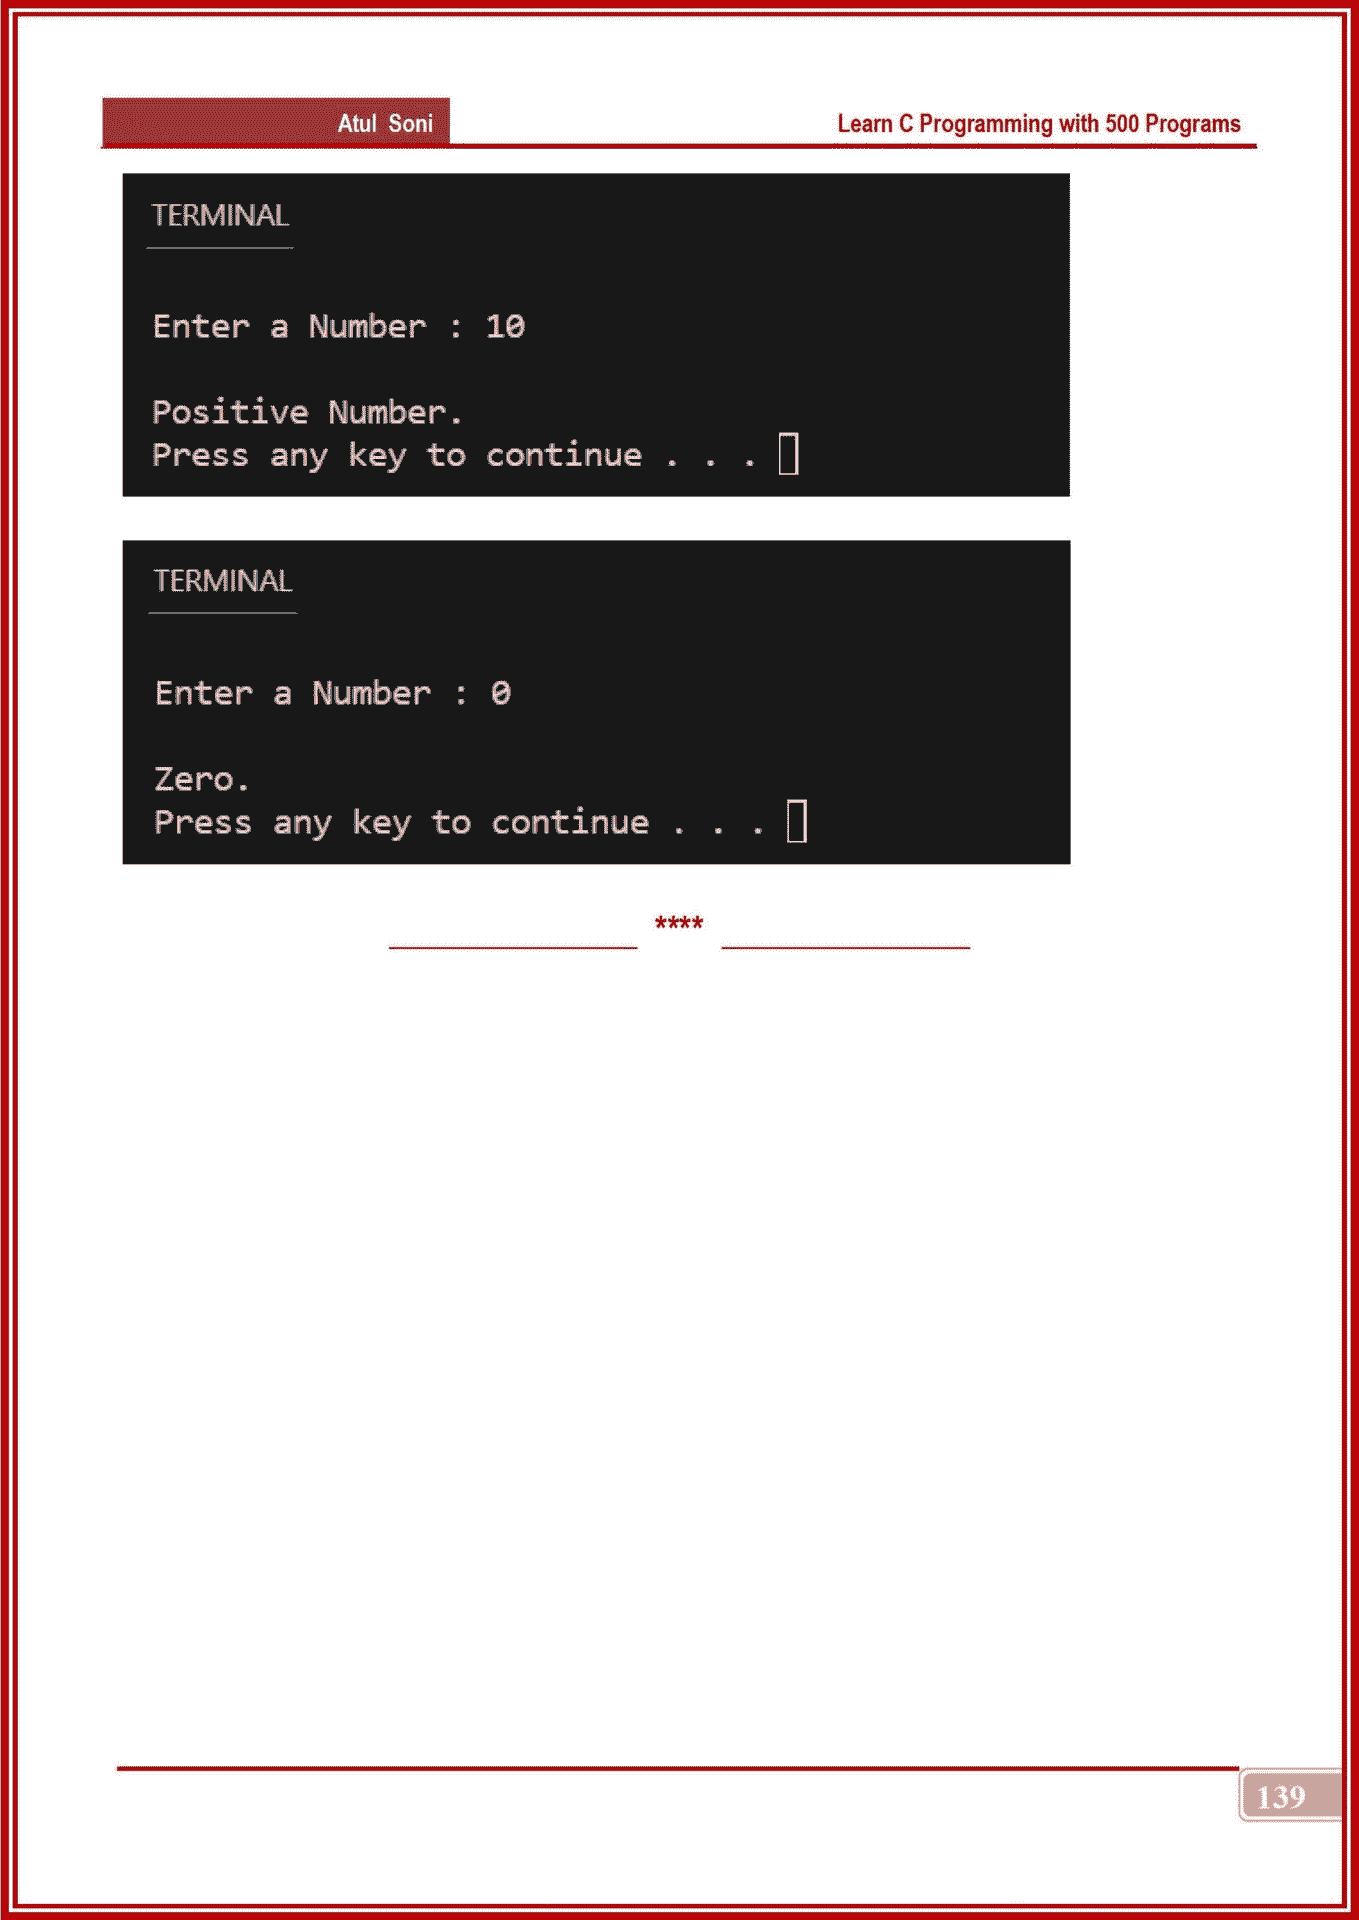 Atul Soni
Learn C Programming with 500 Programs
TERMINAL
Enter a Number : 10
Positive Number.
Press any key to continue . . .
TERMINAL
Enter a Number : 0
Zero.
Press any key to continue . . .
****
139